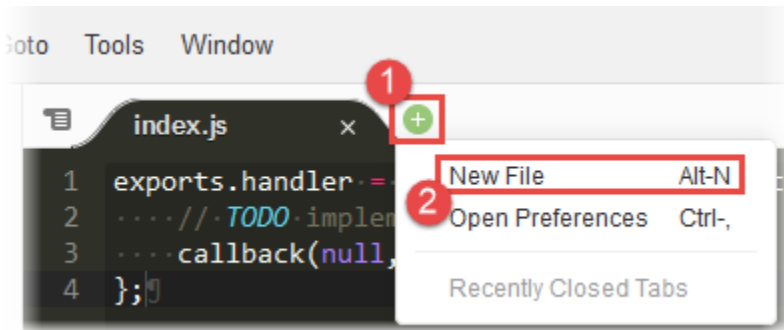 Goto Tools Window
1
index.js ×
1 exports.handler =
2 // TODO implem
3 callback(null,
4 };¶
New File Alt-N
2
Open Preferences Ctrl-,
Recently Closed Tabs